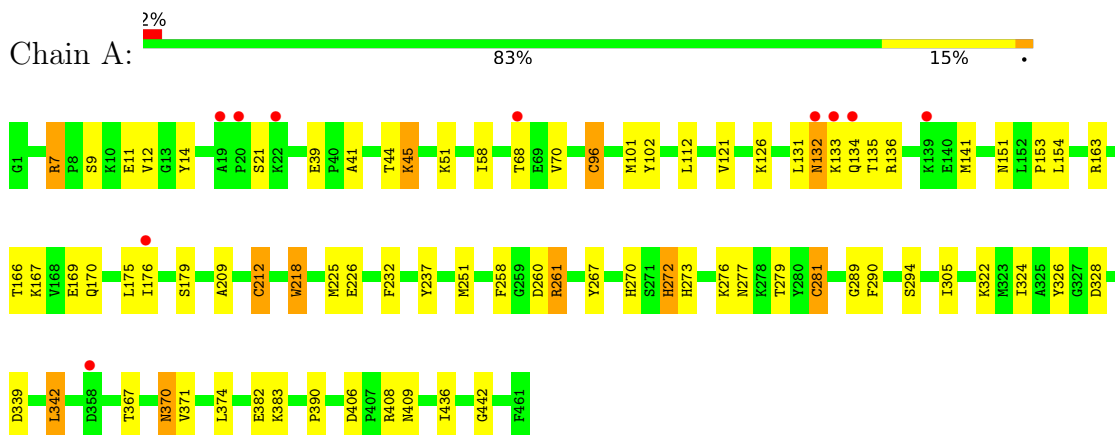 2%
Chain A:
83% 15% •
G1 R7 P8 S9 K10 E11 V12 G13 Y14 A19 P20 S21 K22 E39 P40 A41 T44 K45 K51 I58 T68 E69 V70 C96 M101 Y102 L112 V121 K126 L131 N132 K133 Q134 T135 R136 K139 E140 M141 N151 L152 P153 L154 R163
T166 K167 V168 E169 Q170 L175 I176 S179 A209 C212 W218 M225 E226 F232 Y237 M251 F258 G259 D260 R261 Y267 H270 S271 H272 H273 K276 N277 K278 T279 Y280 C281 G289 F290 S294 I305 K322 M323 I324 A325 Y326 G327 D328
D339 L342 D358 T367 N370 V371 L374 E382 K383 P390 D406 P407 R408 N409 I436 G442 F461